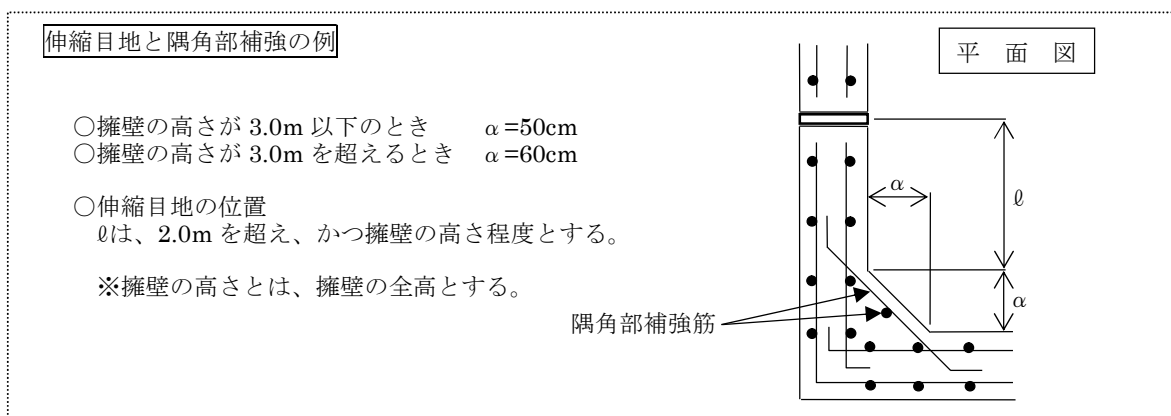 伸縮目地と隅角部補強の例
平 面 図
○擁壁の高さが 3.0m 以下のとき α=50cm
○擁壁の高さが 3.0m を超えるとき α=60cm
○伸縮目地の位置
ℓは、2.0m を超え、かつ擁壁の高さ程度とする。
※擁壁の高さとは、擁壁の全高とする。
α
ℓ
α
隅角部補強筋